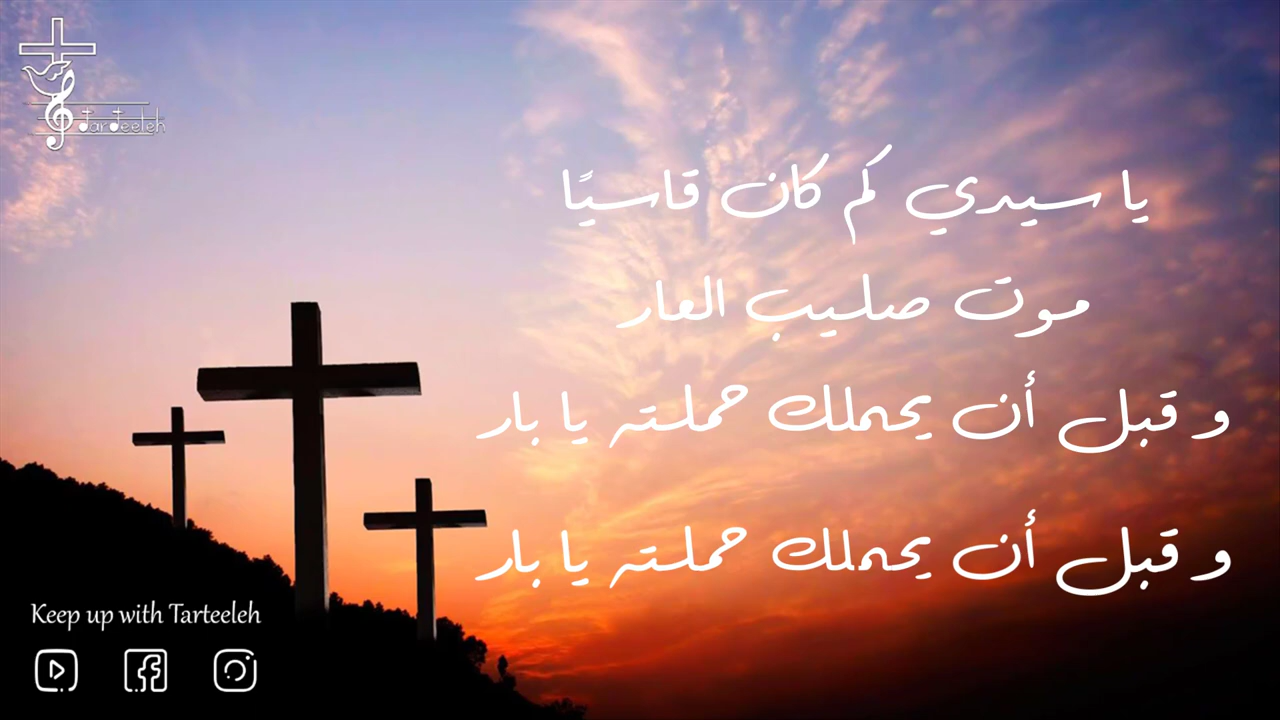 Tarteeleh
يا سيدي كم كان قاسيًا
موت صليب العار
و قبل أن يحملك حملته يا بار
و قبل أن يحملك حملته يا بار
Keep up with Tarteeleh